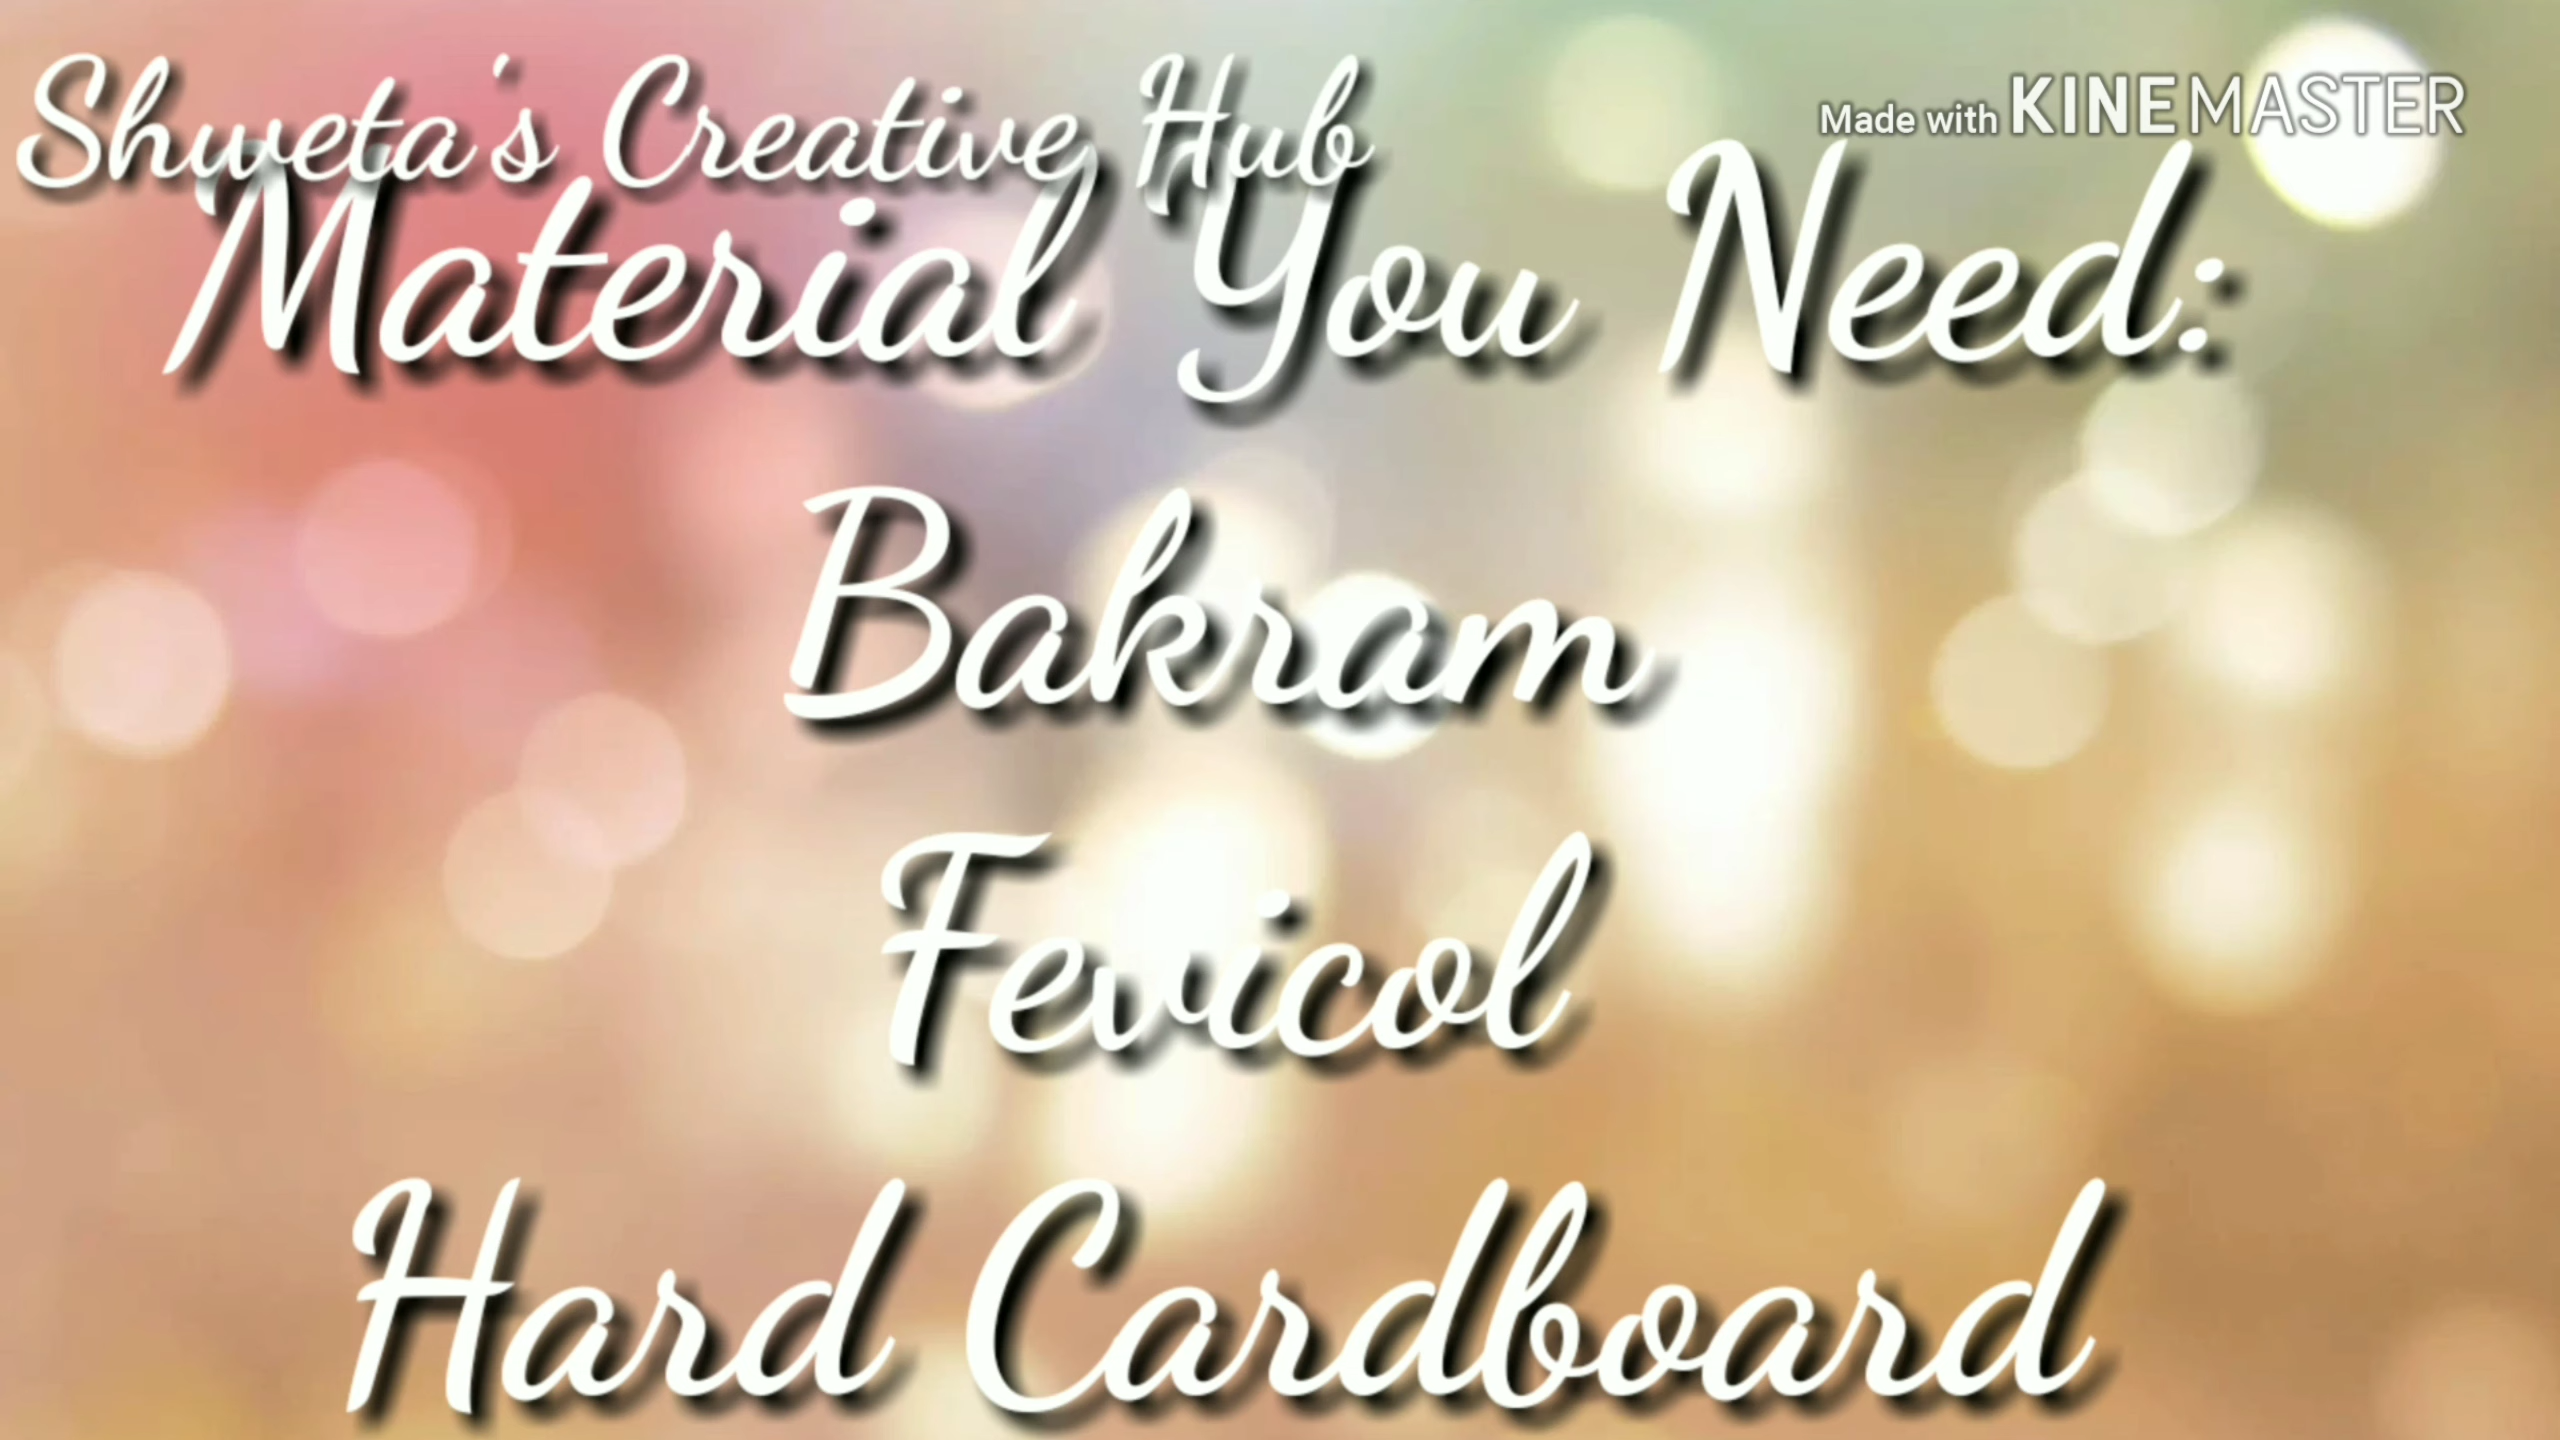 Shweta's Creative Hub
Made with KINEMASTER
Material You Need:
Bakram
Fevicol
Hard Cardboard